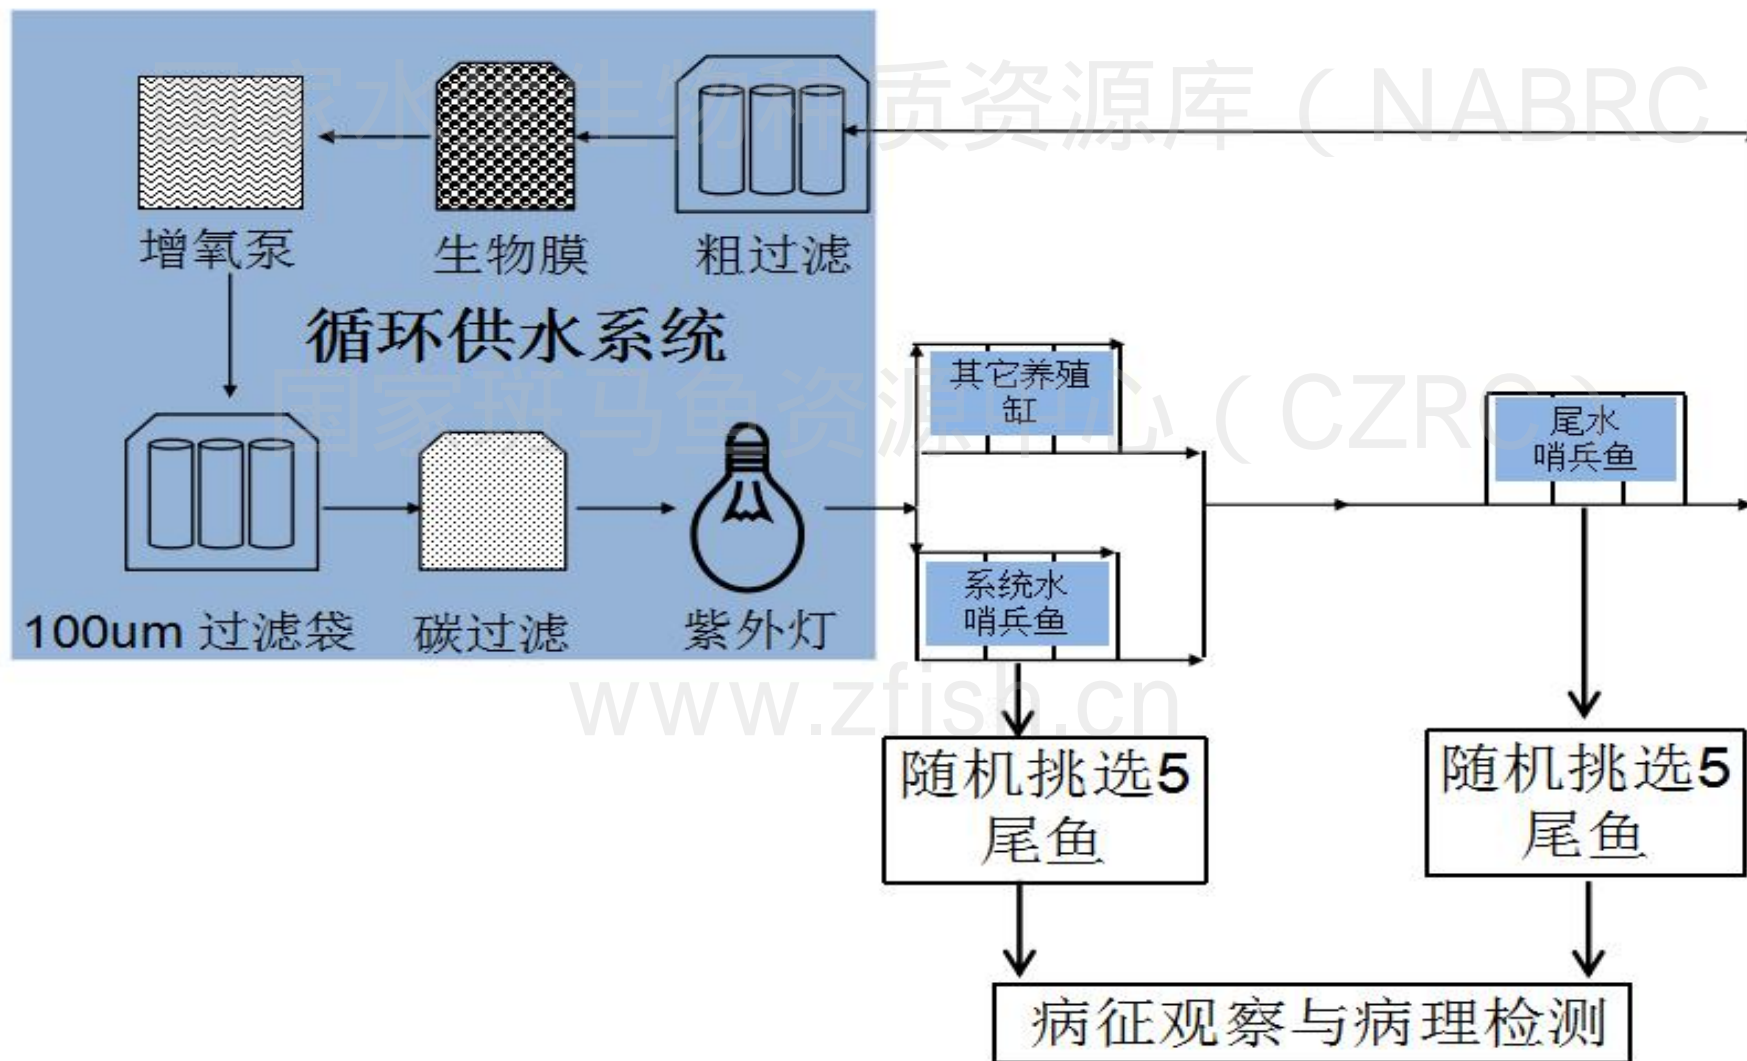 国家水生生物种质资源库（NABRC
增氧泵
生物膜
粗过滤
循环供水系统
国家斑马鱼资源中心（CZRC）
其它养殖
缸
尾水
哨兵鱼
100um 过滤袋
碳过滤
紫外灯
系统水
哨兵鱼
www.zfish.cn
随机挑选5
尾鱼
随机挑选5
尾鱼
病征观察与病理检测